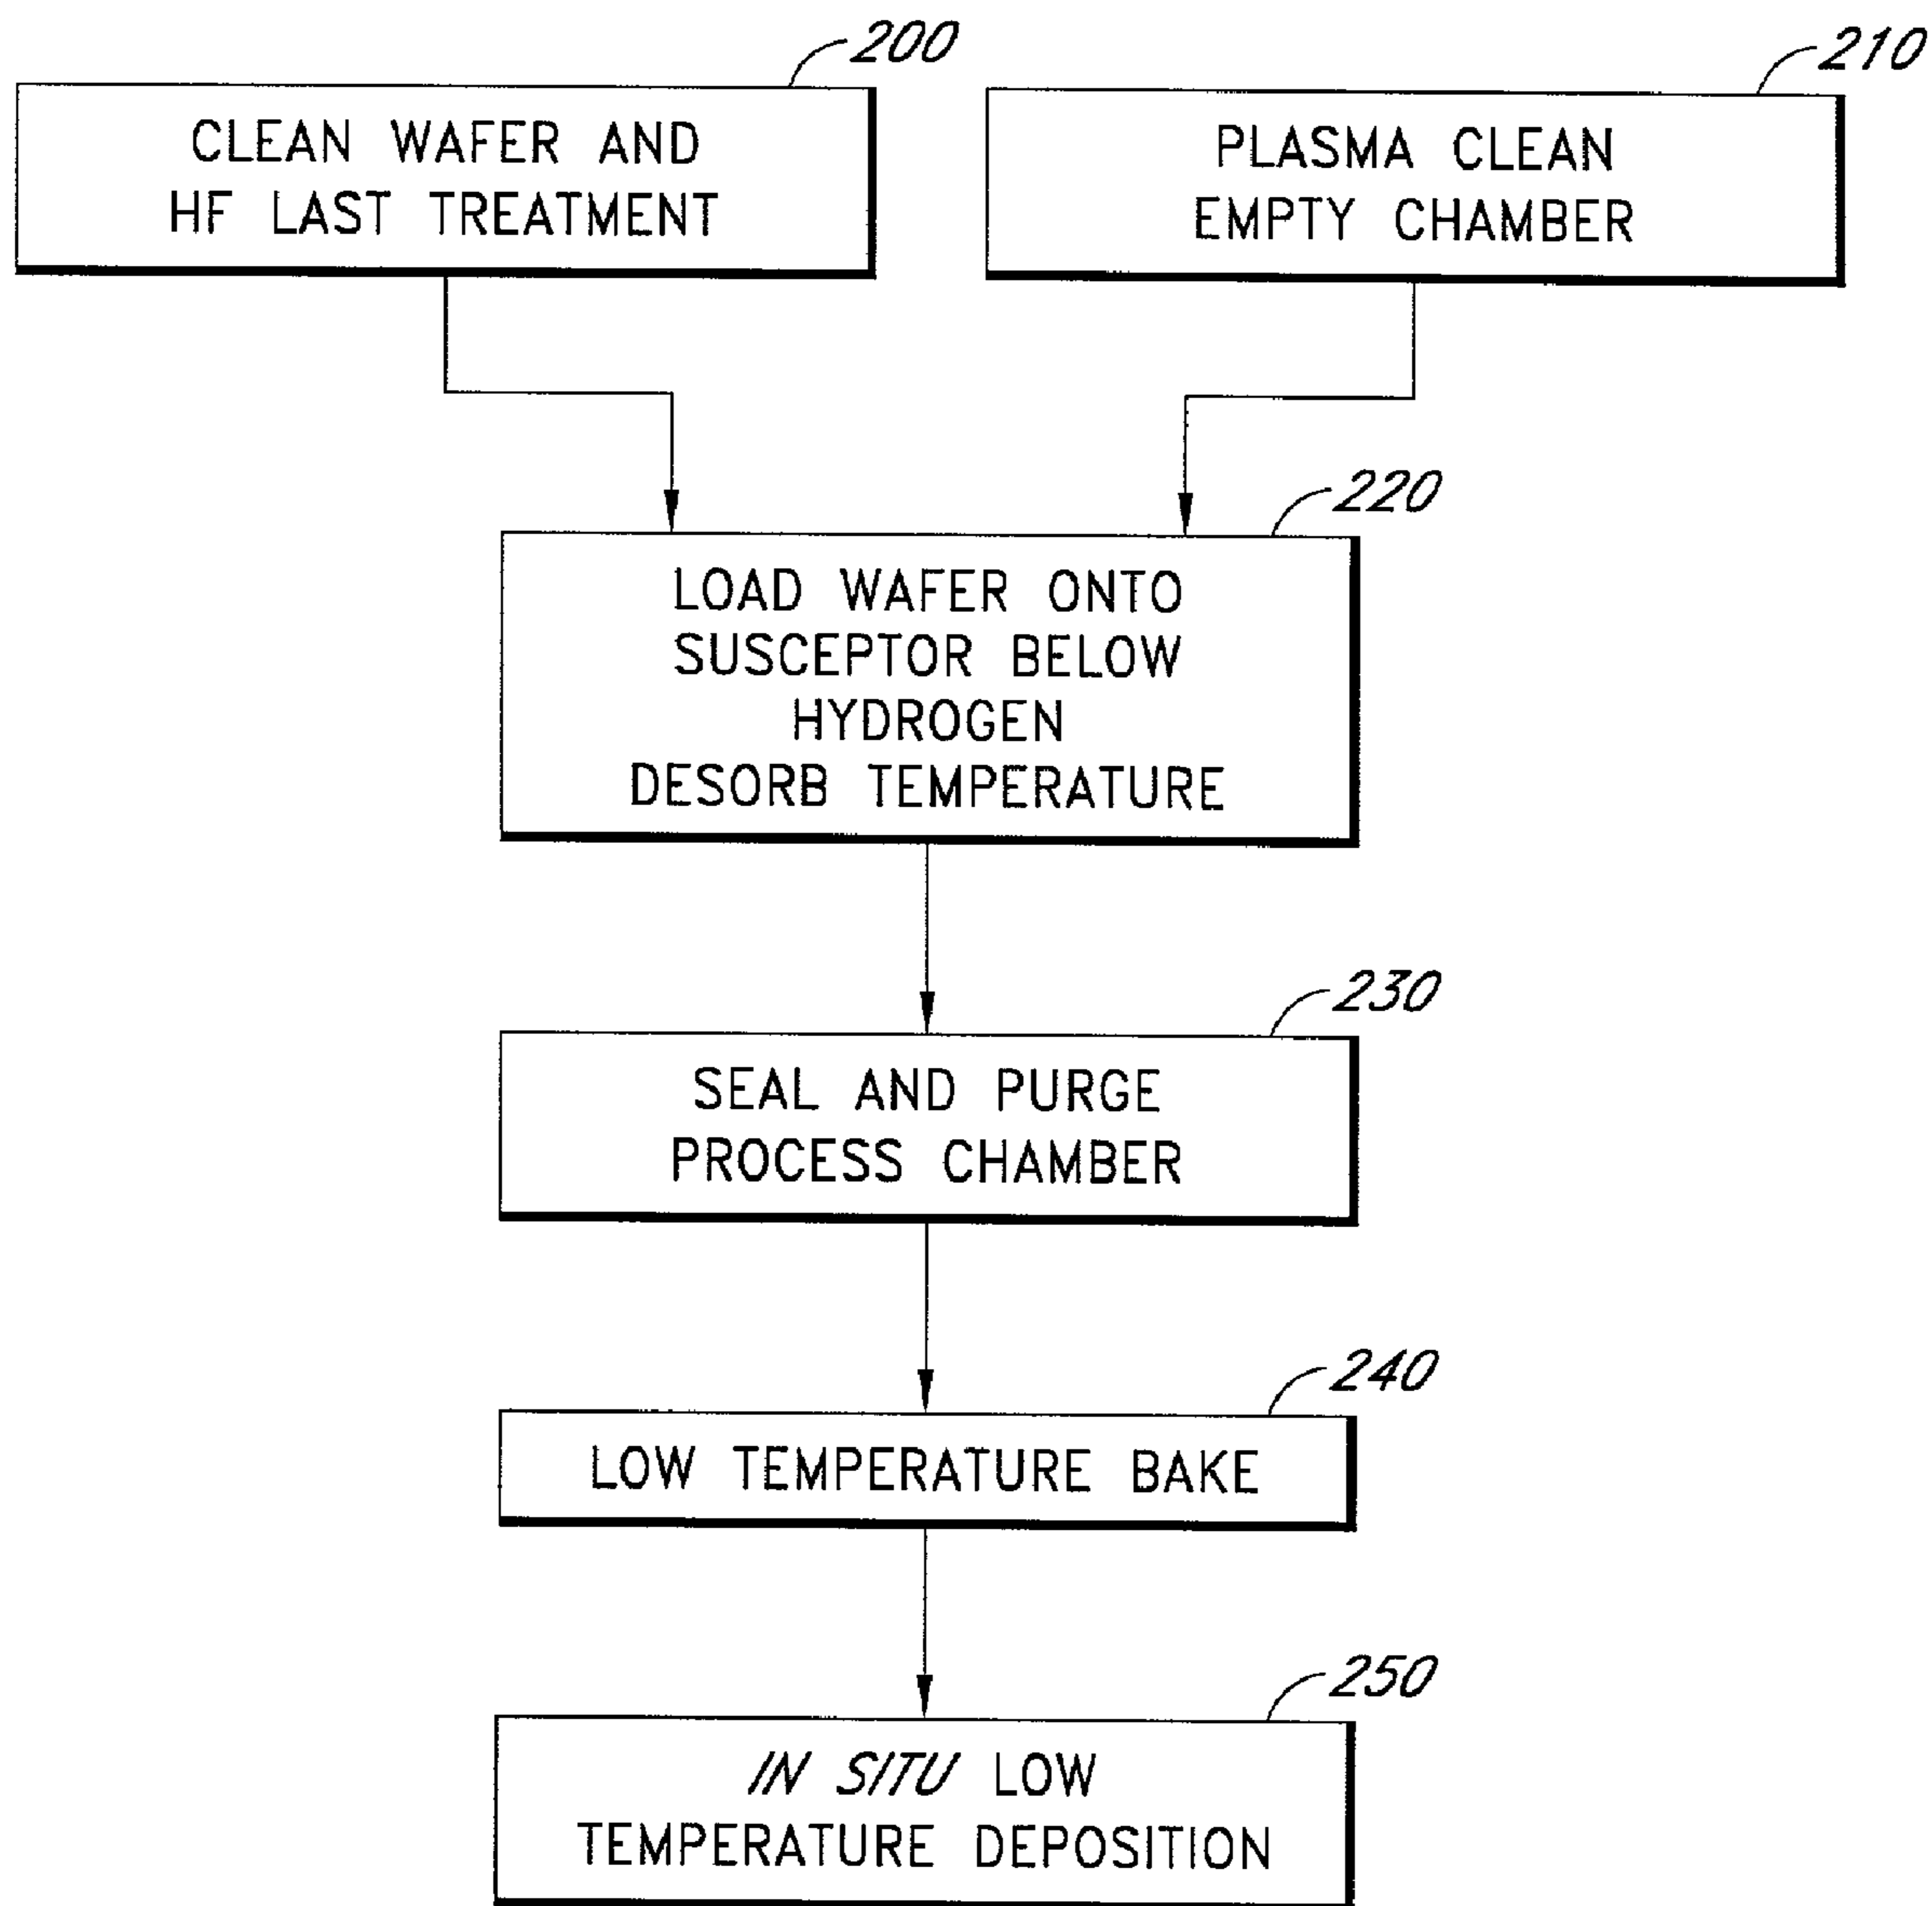 200
CLEAN WAFER AND
HF LAST TREATMENT
210
PLASMA CLEAN
EMPTY CHAMBER
220
LOAD WAFER ONTO
SUSCEPTOR BELOW
HYDROGEN
DESORB TEMPERATURE
230
SEAL AND PURGE
PROCESS CHAMBER
240
LOW TEMPERATURE BAKE
250
IN SITU LOW
TEMPERATURE DEPOSITION